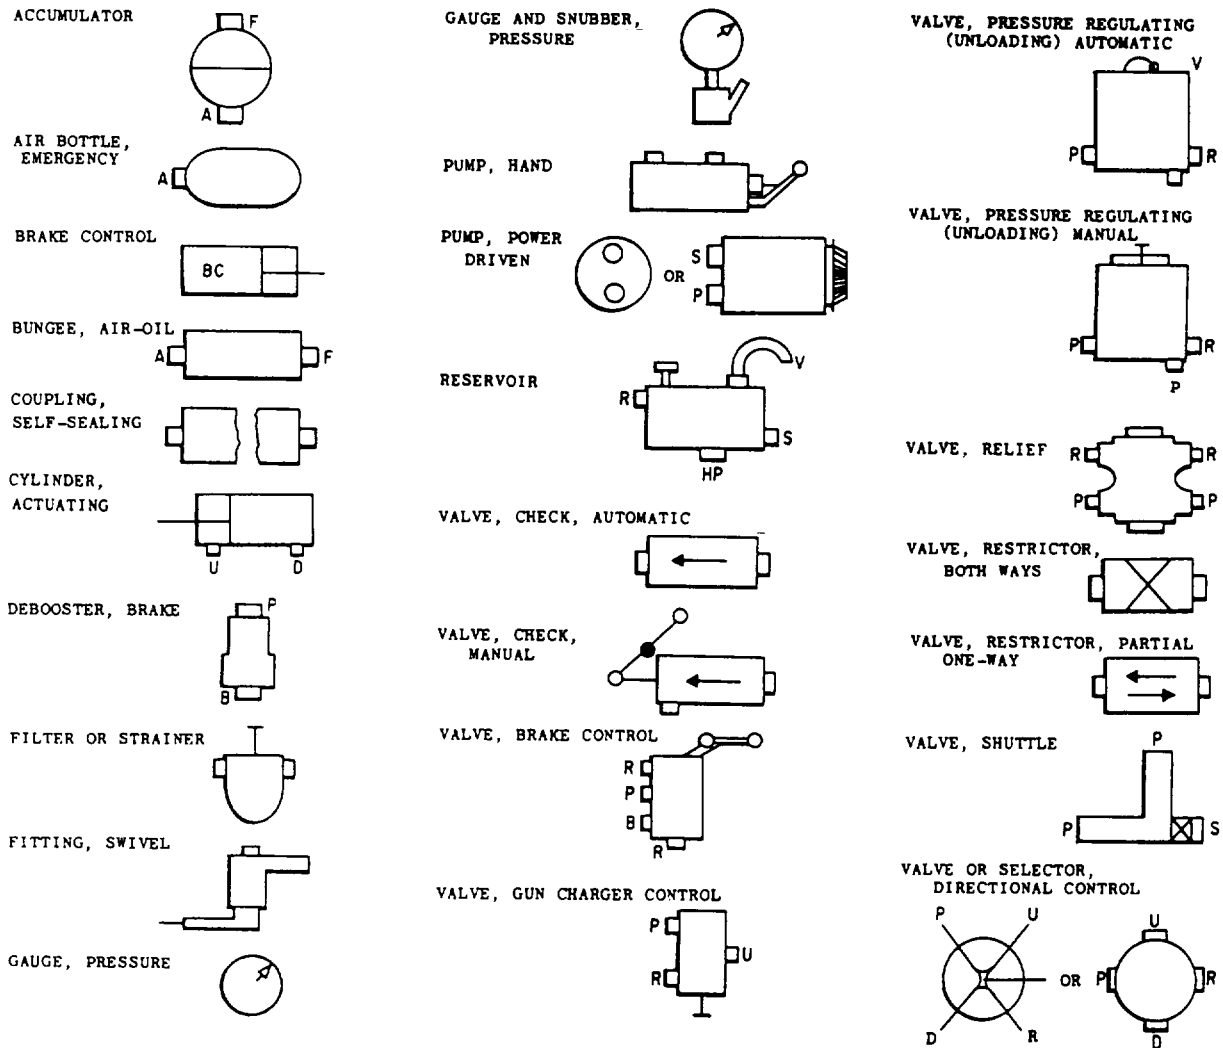 ACCUMULATOR
F
A
AIR BOTTLE,
EMERGENCY
A
BRAKE CONTROL
BC
BUNGEE, AIR-OIL
A F
COUPLING,
SELF-SEALING
CYLINDER,
ACTUATING
U D
DEBOOSTER, BRAKE
P
B
FILTER OR STRAINER
FITTING, SWIVEL
GAUGE, PRESSURE
GAUGE AND SNUBBER,
PRESSURE
PUMP, HAND
PUMP, POWER
DRIVEN
OR
S
P
RESERVOIR
V
R
S
HP
VALVE, CHECK, AUTOMATIC
VALVE, CHECK,
MANUAL
VALVE, BRAKE CONTROL
R
P
B
R
VALVE, GUN CHARGER CONTROL
P
U
R
VALVE, PRESSURE REGULATING
(UNLOADING) AUTOMATIC
V
P R
VALVE, PRESSURE REGULATING
(UNLOADING) MANUAL
P R
P
VALVE, RELIEF
R R
P P
VALVE, RESTRICTOR,
BOTH WAYS
VALVE, RESTRICTOR, PARTIAL
ONE-WAY
VALVE, SHUTTLE
P
P S
VALVE OR SELECTOR,
DIRECTIONAL CONTROL
P U
D R
OR
U
P R
D